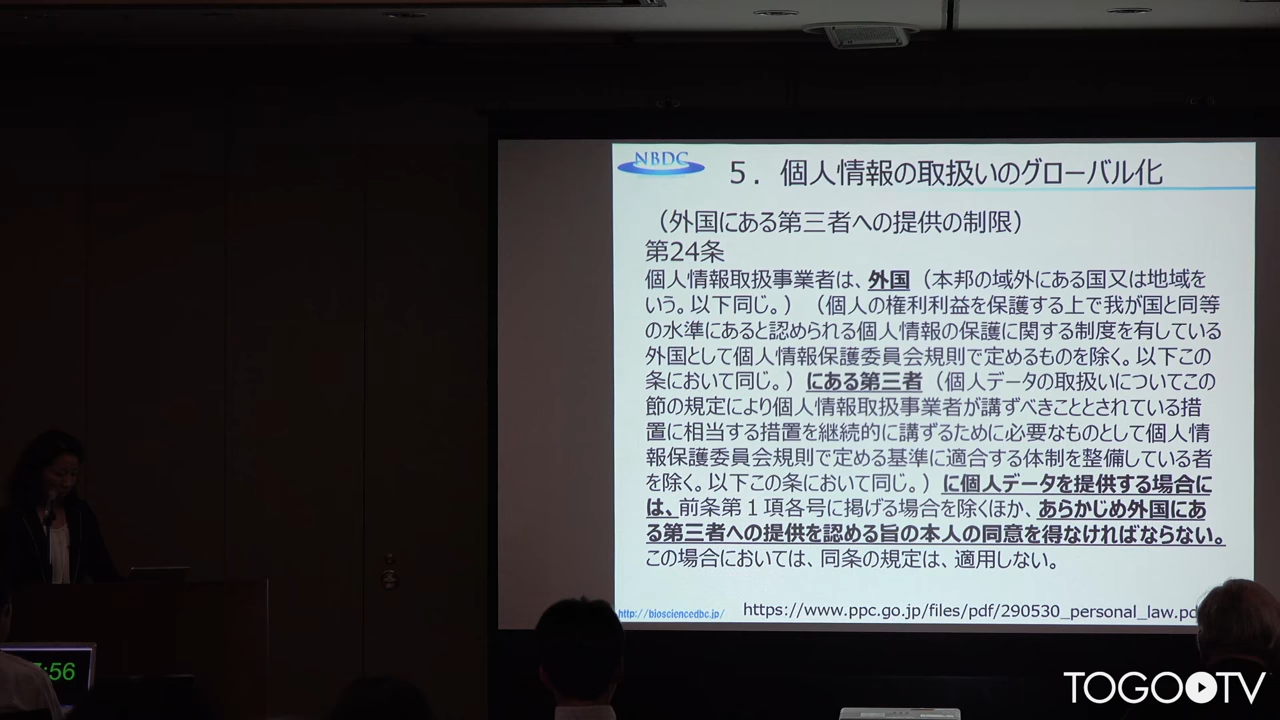 NBDC
5．個人情報の取扱いのグローバル化
（外国にある第三者への提供の制限）
第24条
個人情報取扱事業者は、外国（本邦の域外にある国又は地域を
いう。以下同じ。）（個人の権利利益を保護する上で我が国と同等
の水準にあると認められる個人情報の保護に関する制度を有している
外国として個人情報保護委員会規則で定めるものを除く。以下この
条において同じ。）にある第三者（個人データの取扱いについてこの
節の規定により個人情報取扱事業者が講ずべきこととされている措
置に相当する措置を継続的に講ずるために必要なものとして個人情
報保護委員会規則で定める基準に適合する体制を整備している者
を除く。以下この条において同じ。）に個人データを提供する場合に
は、前条第１項各号に掲げる場合を除くほか、あらかじめ外国にあ
る第三者への提供を認める旨の本人の同意を得なければならない。
この場合においては、同条の規定は、適用しない。
http://biosciencedbc.jp/
https://www.ppc.go.jp/files/pdf/290530_personal_law.pd
:56
TOGO TV